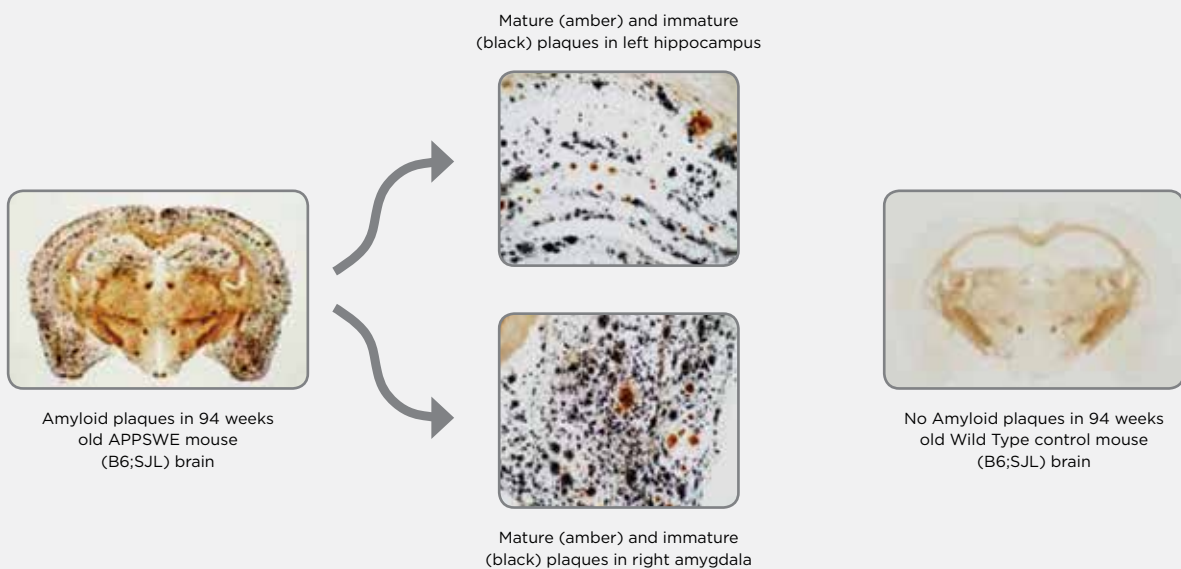 Mature (amber) and immature
(black) plaques in left hippocampus
Amyloid plaques in 94 weeks
old APPSWE mouse
(B6;SJL) brain
No Amyloid plaques in 94 weeks
old Wild Type control mouse
(B6;SJL) brain
Mature (amber) and immature
(black) plaques in right amygdala